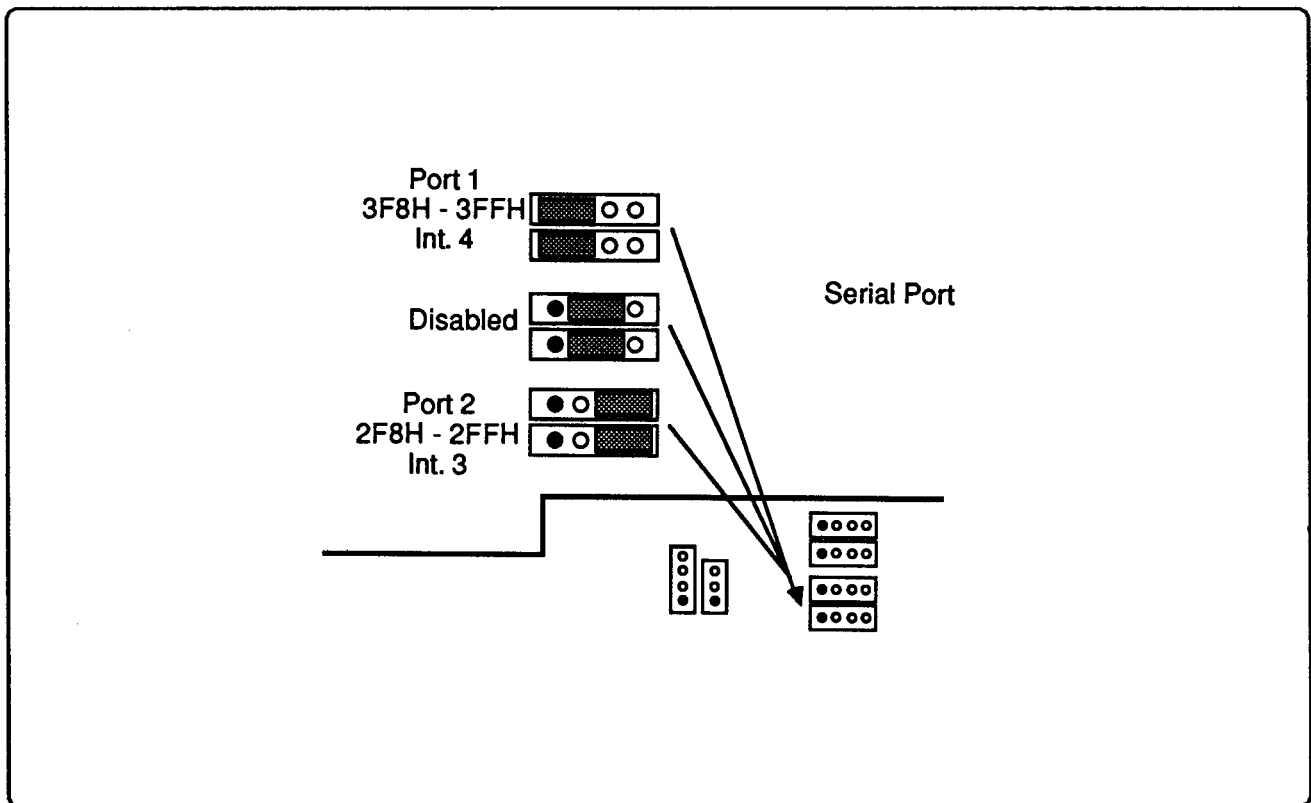 Port 1
3F8H - 3FFH
Int. 4
Serial Port
Disabled
Port 2
2F8H - 2FFH
Int. 3